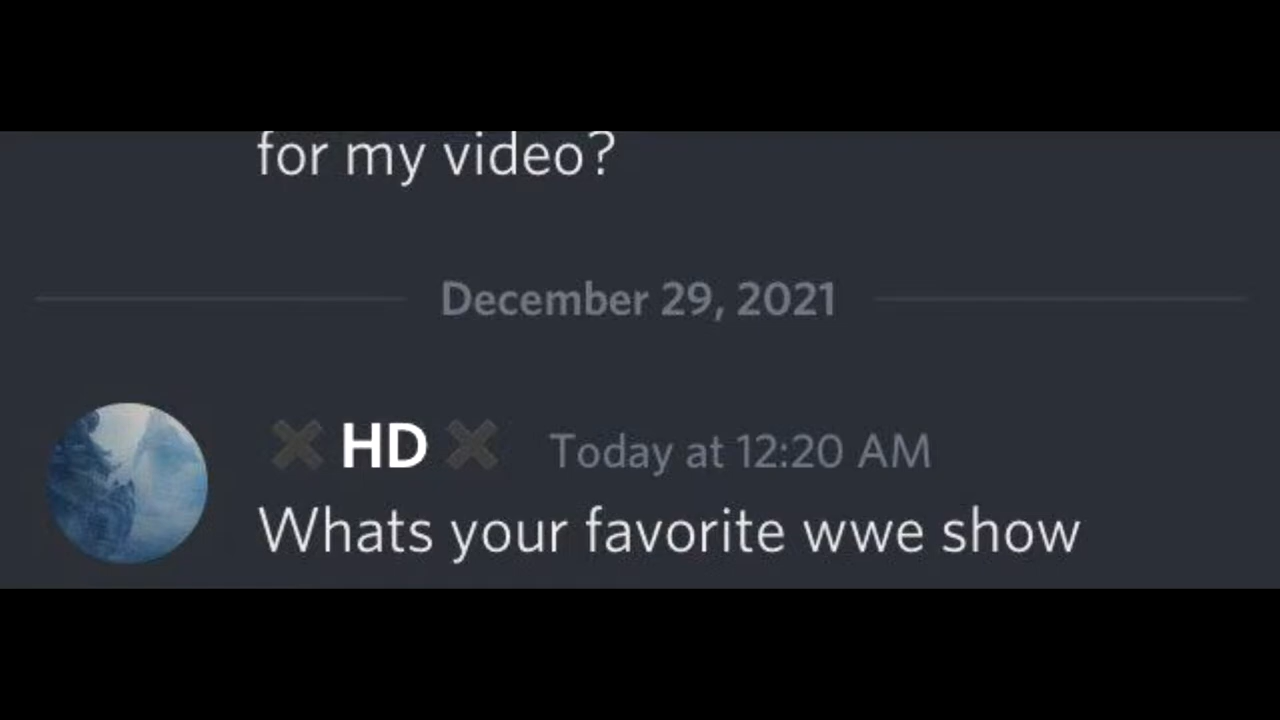 for my video?
December 29, 2021
✖ HD ✖ Today at 12:20 AM
Whats your favorite wwe show